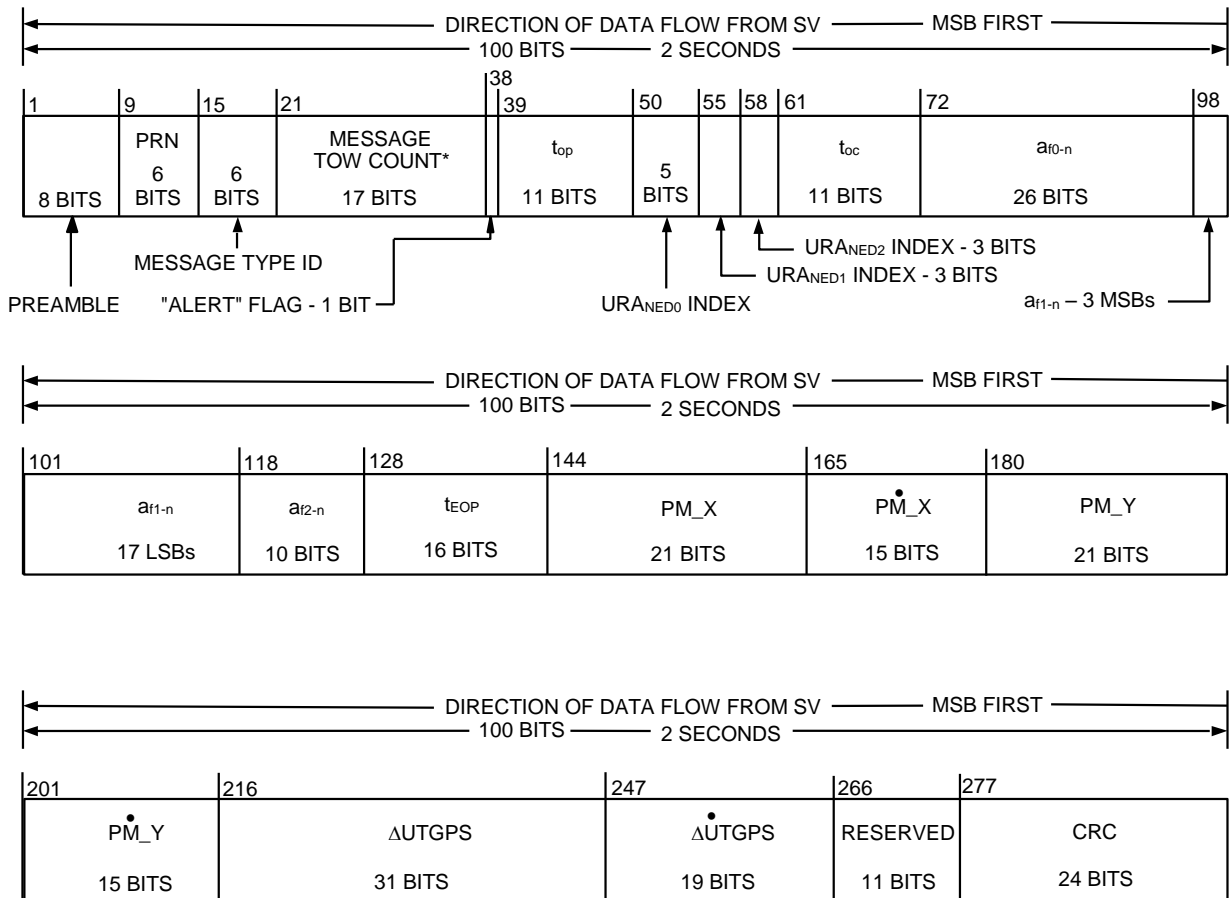 DIRECTION OF DATA FLOW FROM SV MSB FIRST
100 BITS 2 SECONDS
38
1 9 15 21 39 50 55 58 61 72 98
PRN
6
BITS
MESSAGE
TOW COUNT*
17 BITS
8 BITS
6
BITS
top
11 BITS
5
BITS
toc
11 BITS
af0-n
26 BITS
URANED2 INDEX - 3 BITS
MESSAGE TYPE ID
URANED1 INDEX - 3 BITS
PREAMBLE
"ALERT" FLAG - 1 BIT
URANED0 INDEX
af1-n – 3 MSBs
DIRECTION OF DATA FLOW FROM SV MSB FIRST
100 BITS 2 SECONDS
101 118 128 144 165 180
af1-n
17 LSBs
af2-n
10 BITS
tEOP
16 BITS
PM_X
21 BITS
PṀ_X
15 BITS
PM_Y
21 BITS
DIRECTION OF DATA FLOW FROM SV MSB FIRST
100 BITS 2 SECONDS
201 216 247 266 277
PṀ_Y
15 BITS
∆UTGPS
31 BITS
∆U̇TGPS
19 BITS
RESERVED
11 BITS
CRC
24 BITS